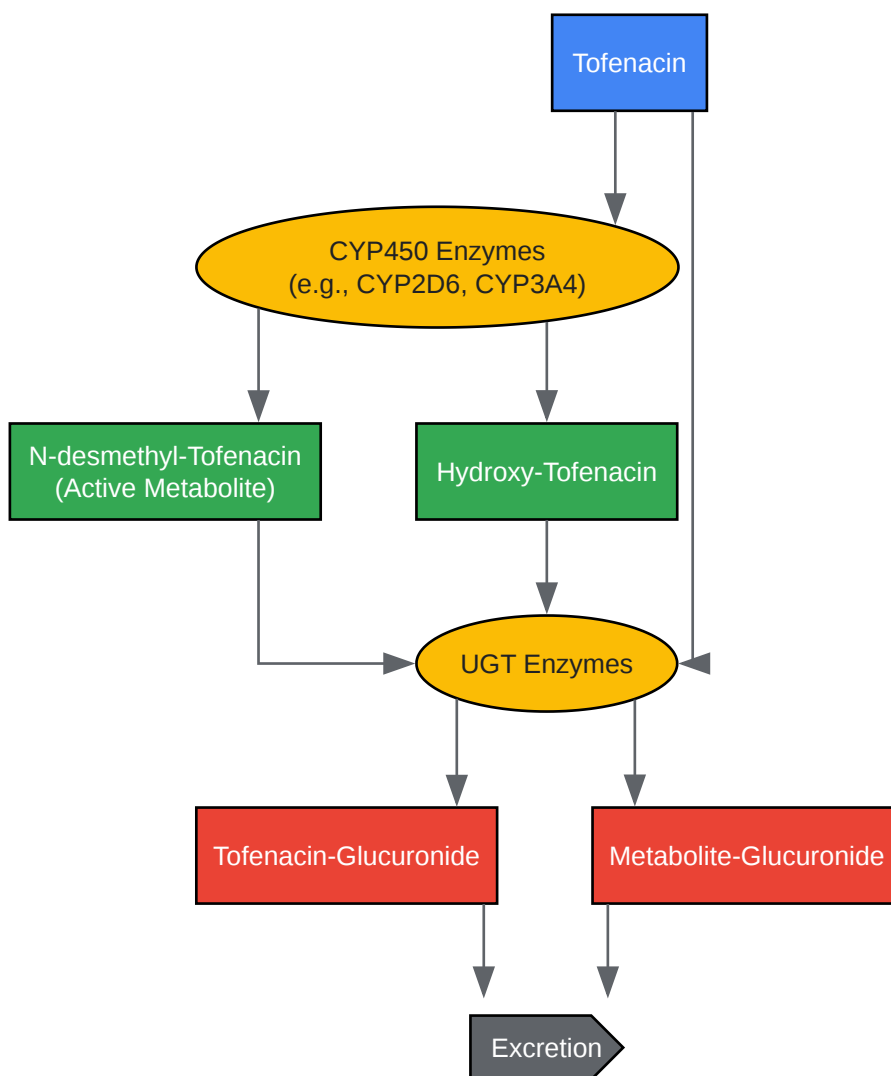 Tofenacin
CYP450 Enzymes
(e.g., CYP2D6, CYP3A4)
N-desmethyl-Tofenacin
(Active Metabolite)
Hydroxy-Tofenacin
UGT Enzymes
Tofenacin-Glucuronide
Metabolite-Glucuronide
Excretion